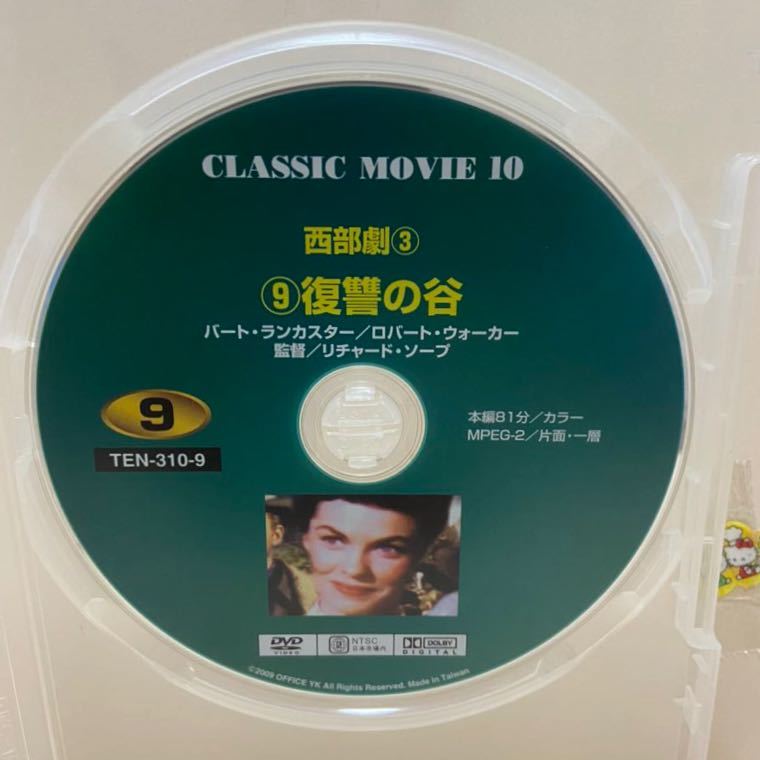 CLASSIC MOVIE 10
西部劇③
⑨復讐の谷
バート・ランカスター/ロバート・ウォーカー
監督/リチャード・ソープ
9
TEN-310-9
本編81分/カラー
MPEG-2/片面・一層
DVD VIDEO
2 NTSC 日本市場向
DOLBY DIGITAL
©2009 OFFICE YK All Rights Reserved. Made in Taiwan